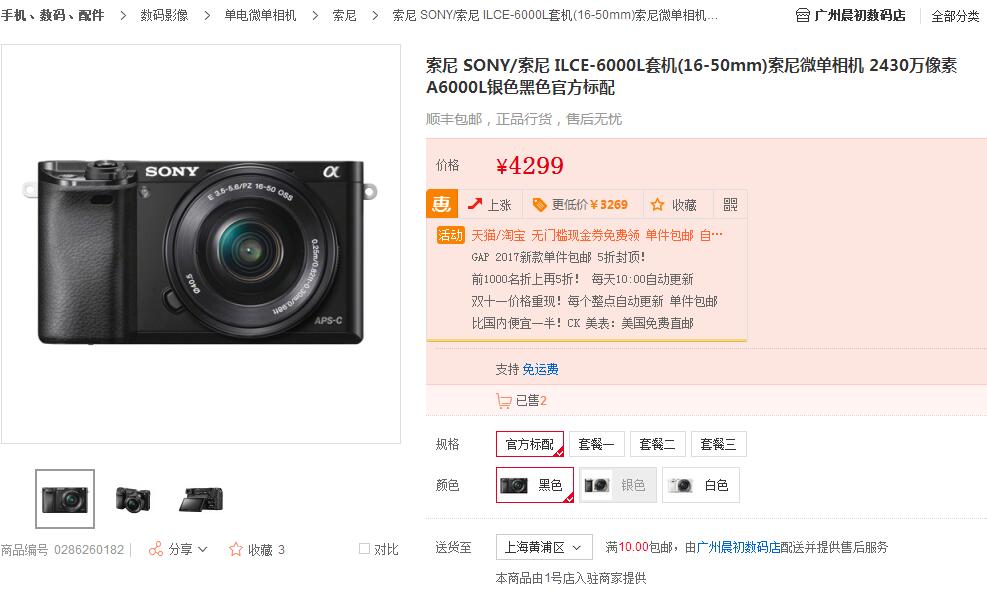 手机、数码、配件 > 数码影像 > 单电微单相机 > 索尼 > 索尼 SONY/索尼 ILCE-6000L套机(16-50mm)索尼微单相机... 广州晨初数码店 全部分类
索尼 SONY/索尼 ILCE-6000L套机(16-50mm)索尼微单相机 2430万像素
A6000L银色黑色官方标配
顺丰包邮，正品行货，售后无忧
价格 ¥4299
惠 上涨 更低价¥3269 收藏
活动 天猫/淘宝 无门槛现金券免费领 单件包邮 自…
GAP 2017新款单件包邮 5折封顶!
前1000名折上再5折! 每天10:00自动更新
双十一价格重现! 每个整点自动更新 单件包邮
比国内便宜一半! CK 美表: 美国免费直邮
支持 免运费
已售2
规格 官方标配 套餐一 套餐二 套餐三
颜色 黑色 银色 白色
送货至 上海黄浦区 满10.00包邮，由广州晨初数码店配送并提供售后服务
本商品由1号店入驻商家提供
SONY α
E 3.5-5.6/PZ 16-50 OSS
0.25m/0.82ft-0.30m/0.98ft
Ø40.5
APS-C
商品编号 0286260182 分享 收藏 3 对比